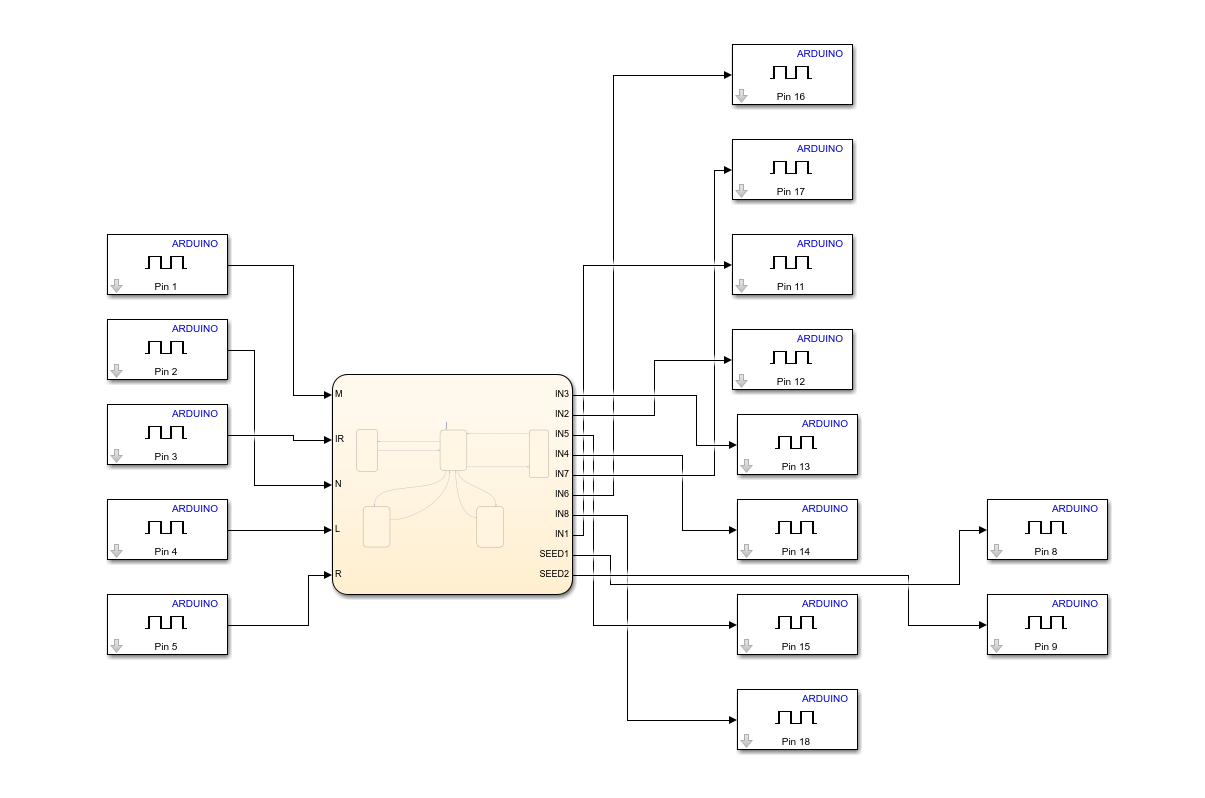 ARDUINO
Pin 16
ARDUINO
Pin 17
ARDUINO
Pin 11
ARDUINO
Pin 12
ARDUINO
Pin 13
ARDUINO
Pin 14
ARDUINO
Pin 15
ARDUINO
Pin 18
ARDUINO
Pin 1
ARDUINO
Pin 2
ARDUINO
Pin 3
ARDUINO
Pin 4
ARDUINO
Pin 5
M
IR
N
L
R
IN3
IN2
IN5
IN4
IN7
IN6
IN8
IN1
SEED1
SEED2
ARDUINO
Pin 8
ARDUINO
Pin 9